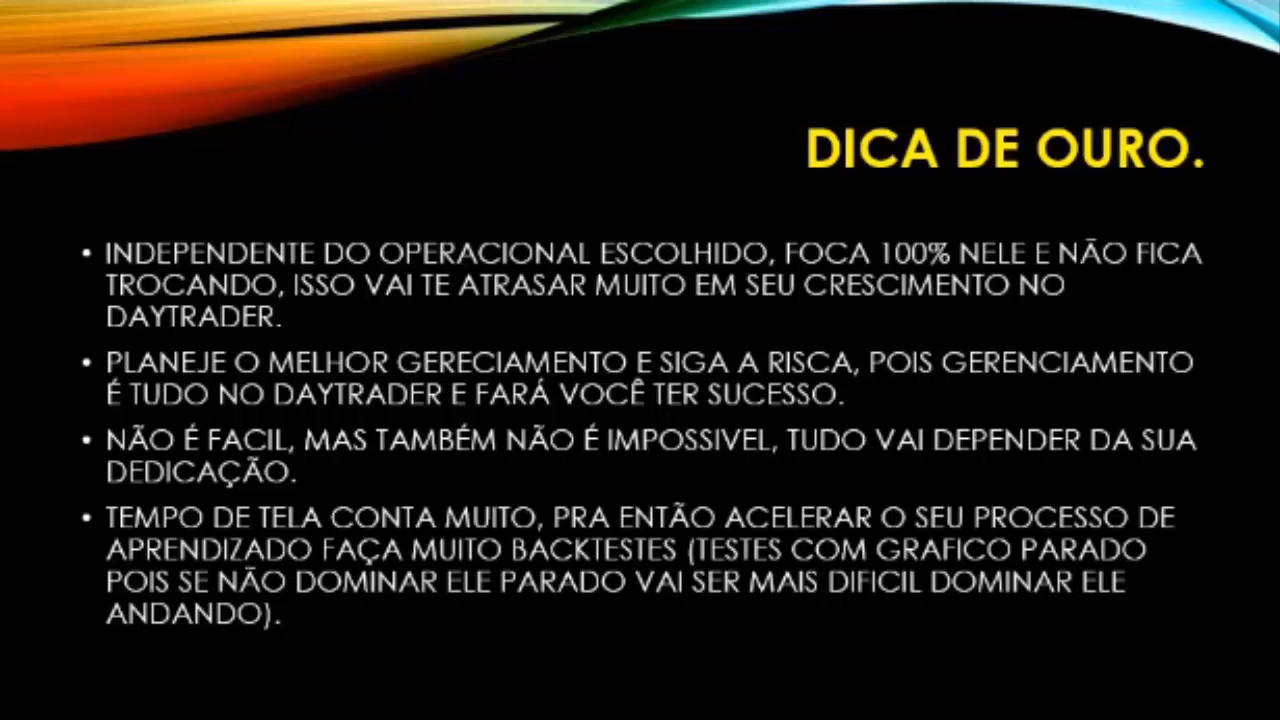 DICA DE OURO.
• INDEPENDENTE DO OPERACIONAL ESCOLHIDO, FOCA 100% NELE E NÃO FICA
TROCANDO, ISSO VAI TE ATRASAR MUITO EM SEU CRESCIMENTO NO
DAYTRADER.
• PLANEJE O MELHOR GERECIAMENTO E SIGA A RISCA, POIS GERENCIAMENTO
É TUDO NO DAYTRADER E FARÁ VOCÊ TER SUCESSO.
• NÃO É FACIL, MAS TAMBÉM NÃO É IMPOSSIVEL, TUDO VAI DEPENDER DA SUA
DEDICAÇÃO.
• TEMPO DE TELA CONTA MUITO, PRA ENTÃO ACELERAR O SEU PROCESSO DE
APRENDIZADO FAÇA MUITO BACKTESTES (TESTES COM GRAFICO PARADO
POIS SE NÃO DOMINAR ELE PARADO VAI SER MAIS DIFICIL DOMINAR ELE
ANDANDO).